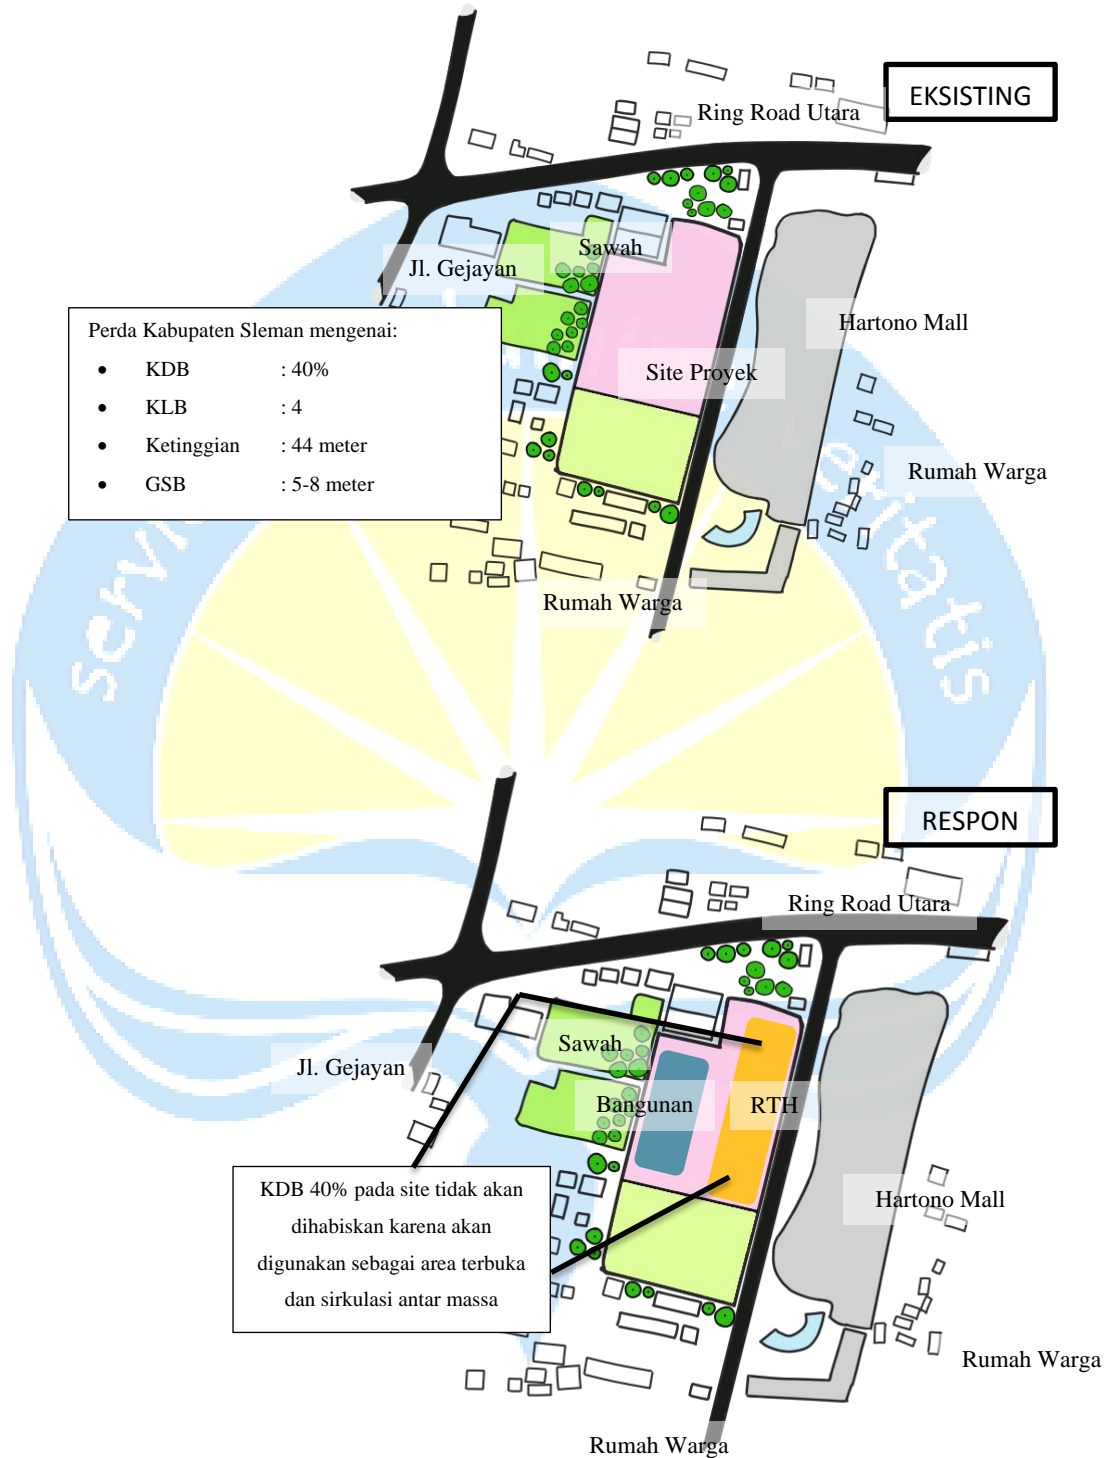 EKSISTING
Ring Road Utara
Sawah
Jl. Gejayan
Hartono Mall
Perda Kabupaten Sleman mengenai:
• KDB : 40%
• KLB : 4
• Ketinggian : 44 meter
• GSB : 5-8 meter
Site Proyek
Rumah Warga
Rumah Warga
RESPON
Ring Road Utara
Sawah
Jl. Gejayan
Bangunan
RTH
KDB 40% pada site tidak akan
dihabiskan karena akan
digunakan sebagai area terbuka
dan sirkulasi antar massa
Hartono Mall
Rumah Warga
Rumah Warga